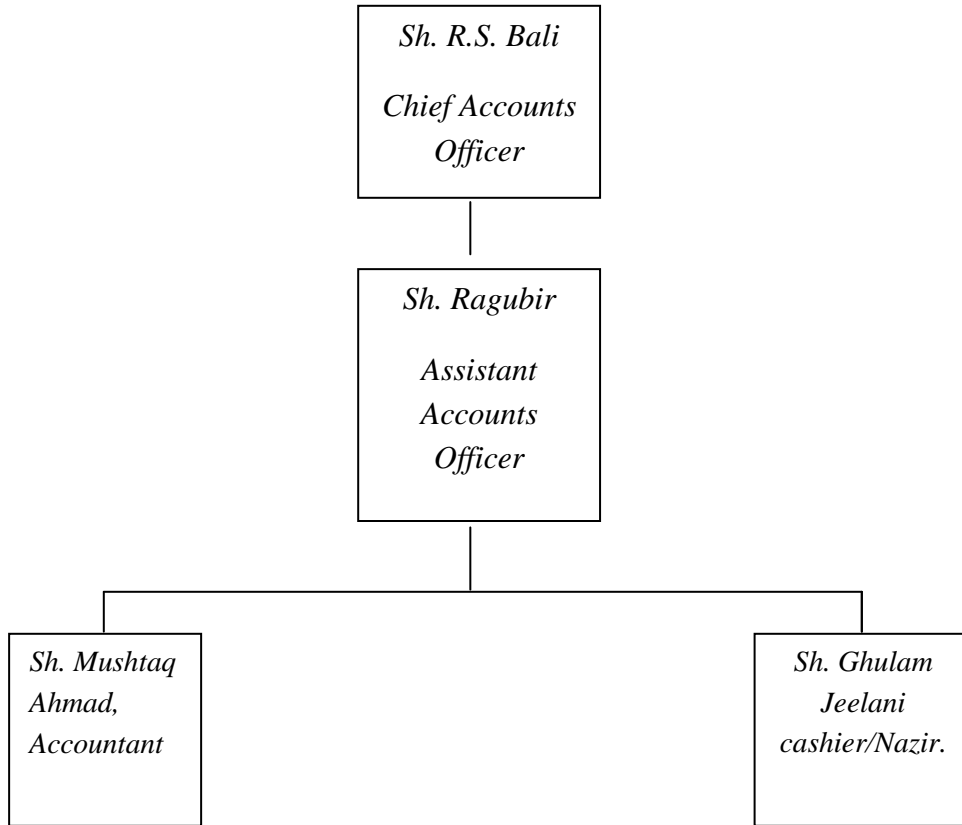 Sh. R.S. Bali
Chief Accounts
Officer
Sh. Ragubir
Assistant
Accounts
Officer
Sh. Mushtaq
Ahmad,
Accountant
Sh. Ghulam
Jeelani
cashier/Nazir.